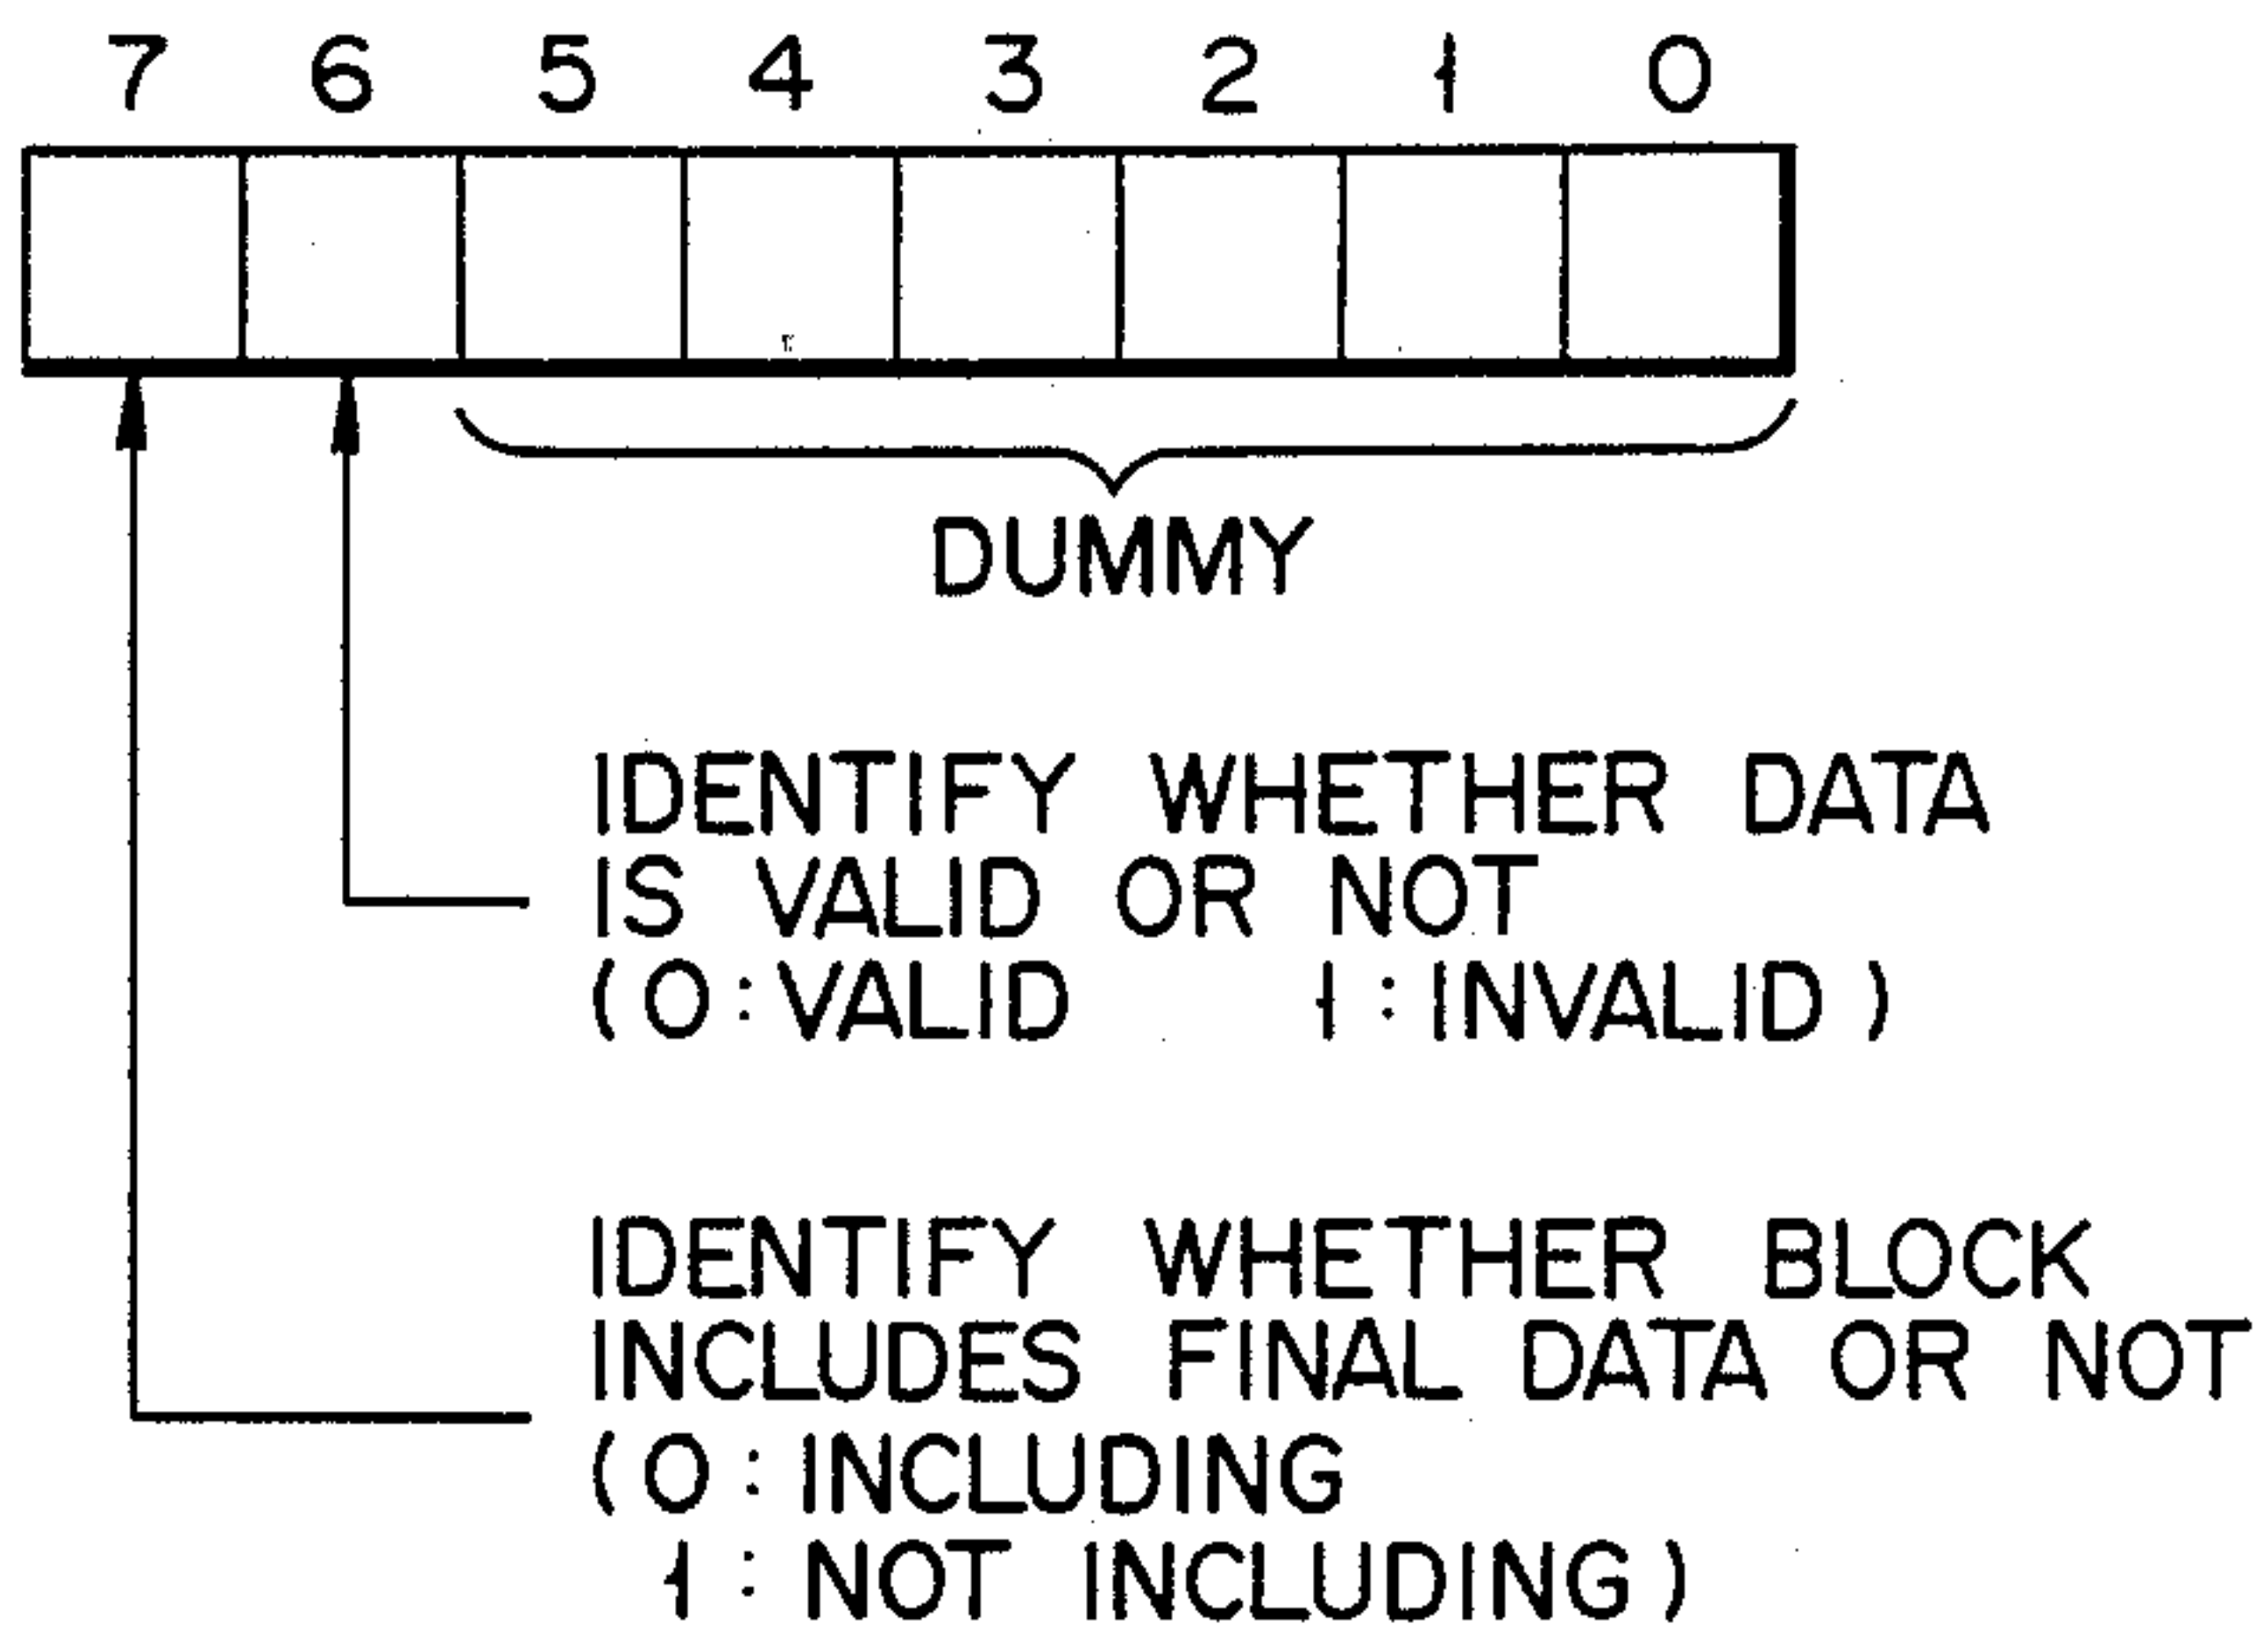 7 6 5 4 3 2 1 0
DUMMY
IDENTIFY WHETHER DATA
IS VALID OR NOT
(0:VALID 1:INVALID)
IDENTIFY WHETHER BLOCK
INCLUDES FINAL DATA OR NOT
(0: INCLUDING
1: NOT INCLUDING)